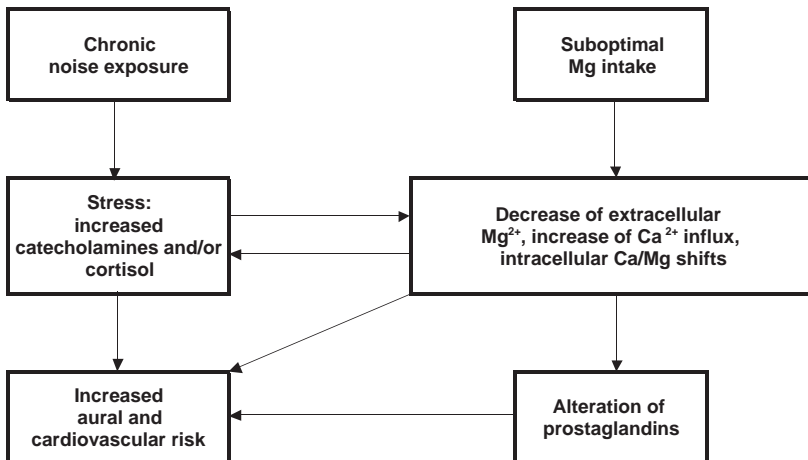 Chronic
noise exposure
Suboptimal
Mg intake
Stress:
increased
catecholamines and/or
cortisol
Decrease of extracellular
Mg²⁺, increase of Ca²⁺ influx,
intracellular Ca/Mg shifts
Increased
aural and
cardiovascular risk
Alteration of
prostaglandins